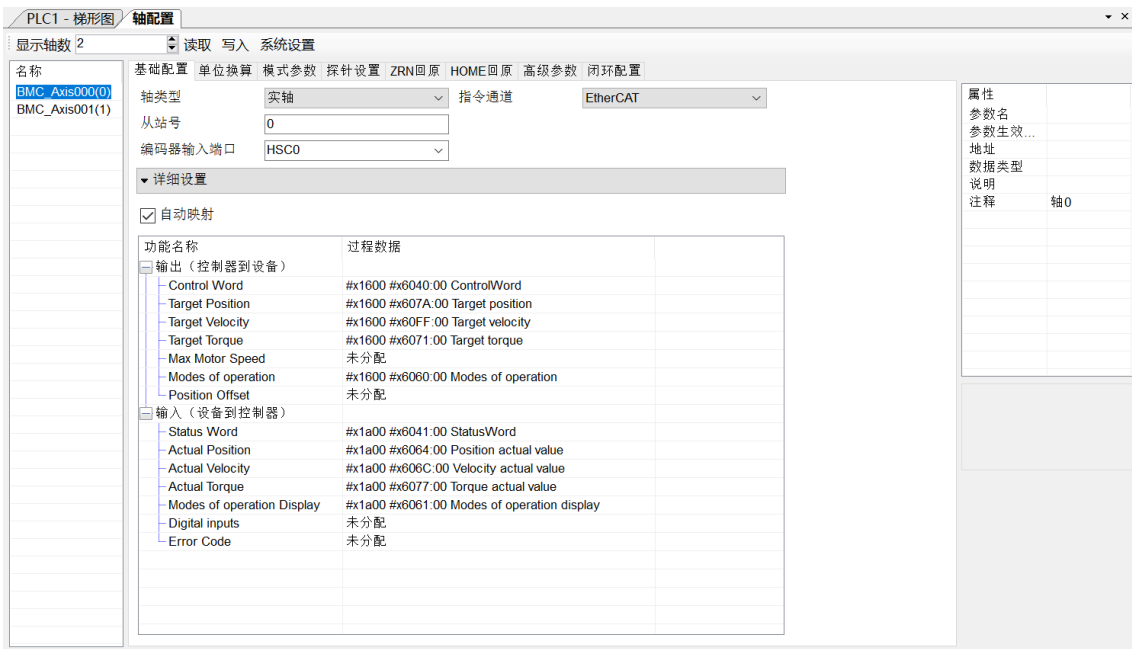 PLC1 - 梯形图 轴配置
显示轴数 2 读取 写入 系统设置
名称
BMC_Axis000(0)
BMC_Axis001(1)
基础配置 单位换算 模式参数 探针设置 ZRN回原 HOME回原 高级参数 闭环配置
轴类型 实轴 指令通道 EtherCAT
从站号 0
编码器输入端口 HSC0
详细设置
自动映射
功能名称 过程数据
输出（控制器到设备）
Control Word #x1600 #x6040:00 ControlWord
Target Position #x1600 #x607A:00 Target position
Target Velocity #x1600 #x60FF:00 Target velocity
Target Torque #x1600 #x6071:00 Target torque
Max Motor Speed 未分配
Modes of operation #x1600 #x6060:00 Modes of operation
Position Offset 未分配
输入（设备到控制器）
Status Word #x1a00 #x6041:00 StatusWord
Actual Position #x1a00 #x6064:00 Position actual value
Actual Velocity #x1a00 #x606C:00 Velocity actual value
Actual Torque #x1a00 #x6077:00 Torque actual value
Modes of operation Display #x1a00 #x6061:00 Modes of operation display
Digital inputs 未分配
Error Code 未分配
属性
参数名
参数生效...
地址
数据类型
说明
注释 轴0